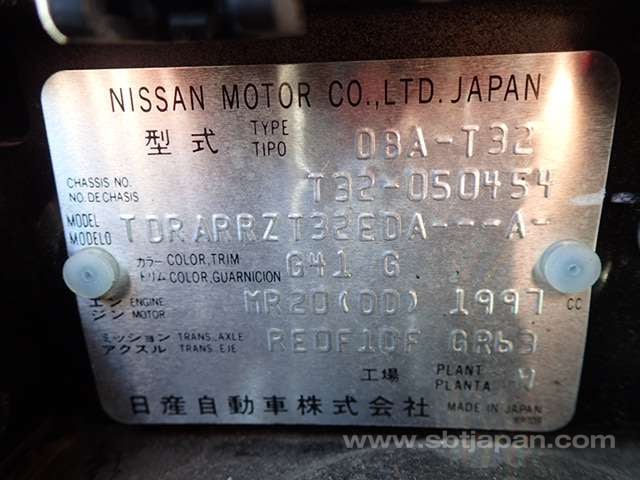 NISSAN MOTOR CO.,LTD. JAPAN
型式 TYPE TIPO DBA-T32
CHASSIS NO. NO. DE CHASIS T32-050454
MODEL MODELO TDRARRZT32EDA---A-
カラー COLOR,TRIM トリム COLOR,GUARNICION G41 G
エンジン ENGINE MOTOR MR20(DD) 1997 CC
ミッション アクスル TRANS.,AXLE TRANS.,EJE RE0F10F GR63
工場 PLANT PLANTA
日産自動車株式会社 MADE IN JAPAN
www.sbtjapan.com